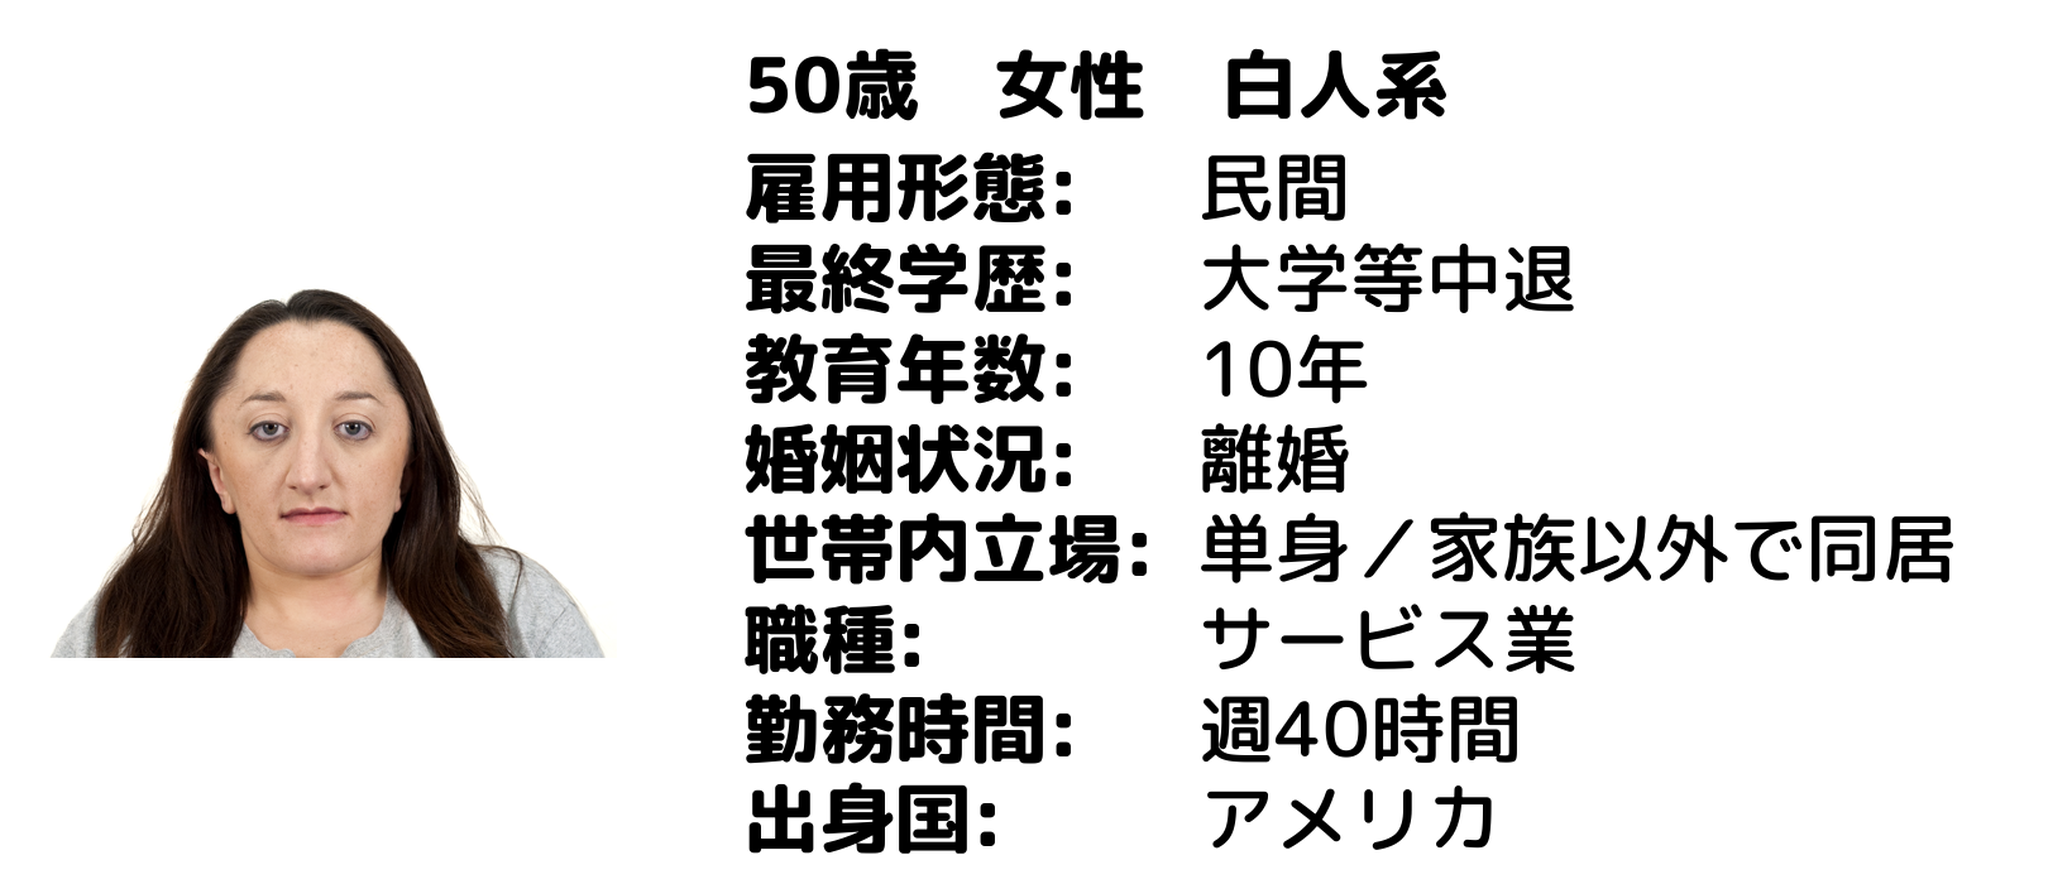 50歳　女性　白人系
雇用形態:　民間
最終学歴:　大学等中退
教育年数:　10年
婚姻状況:　離婚
世帯内立場:　単身／家族以外で同居
職種:　サービス業
勤務時間:　週40時間
出身国:　アメリカ